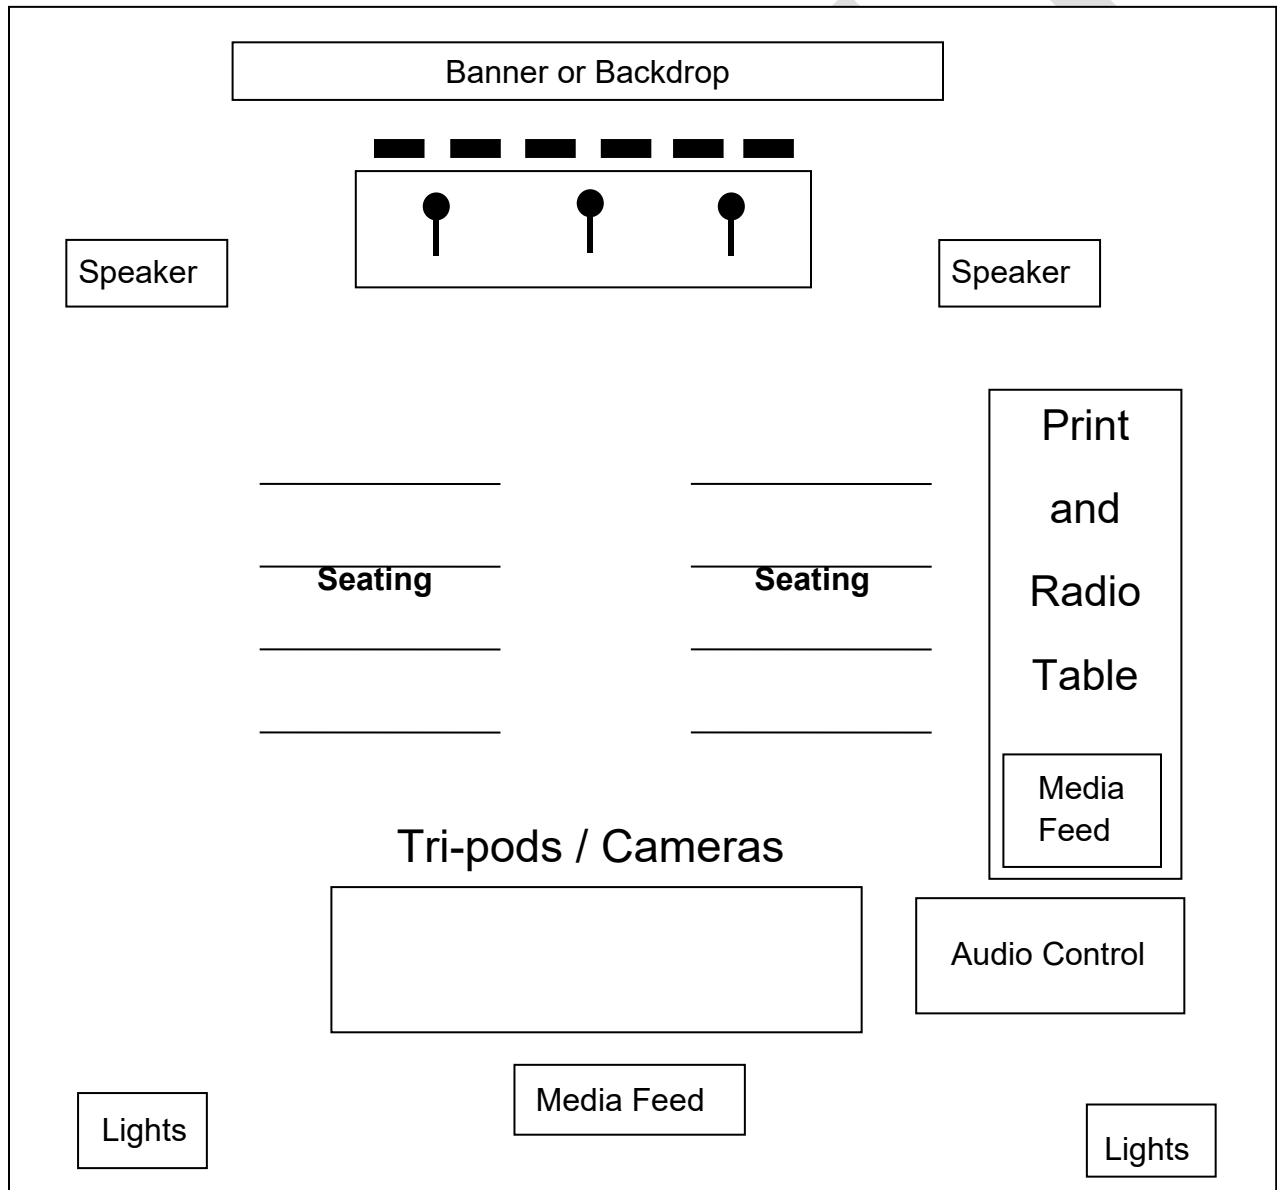 Banner or Backdrop
Speaker
Speaker
Print
and
Radio
Table
Seating
Seating
Media
Feed
Tri-pods / Cameras
Audio Control
Media Feed
Lights
Lights